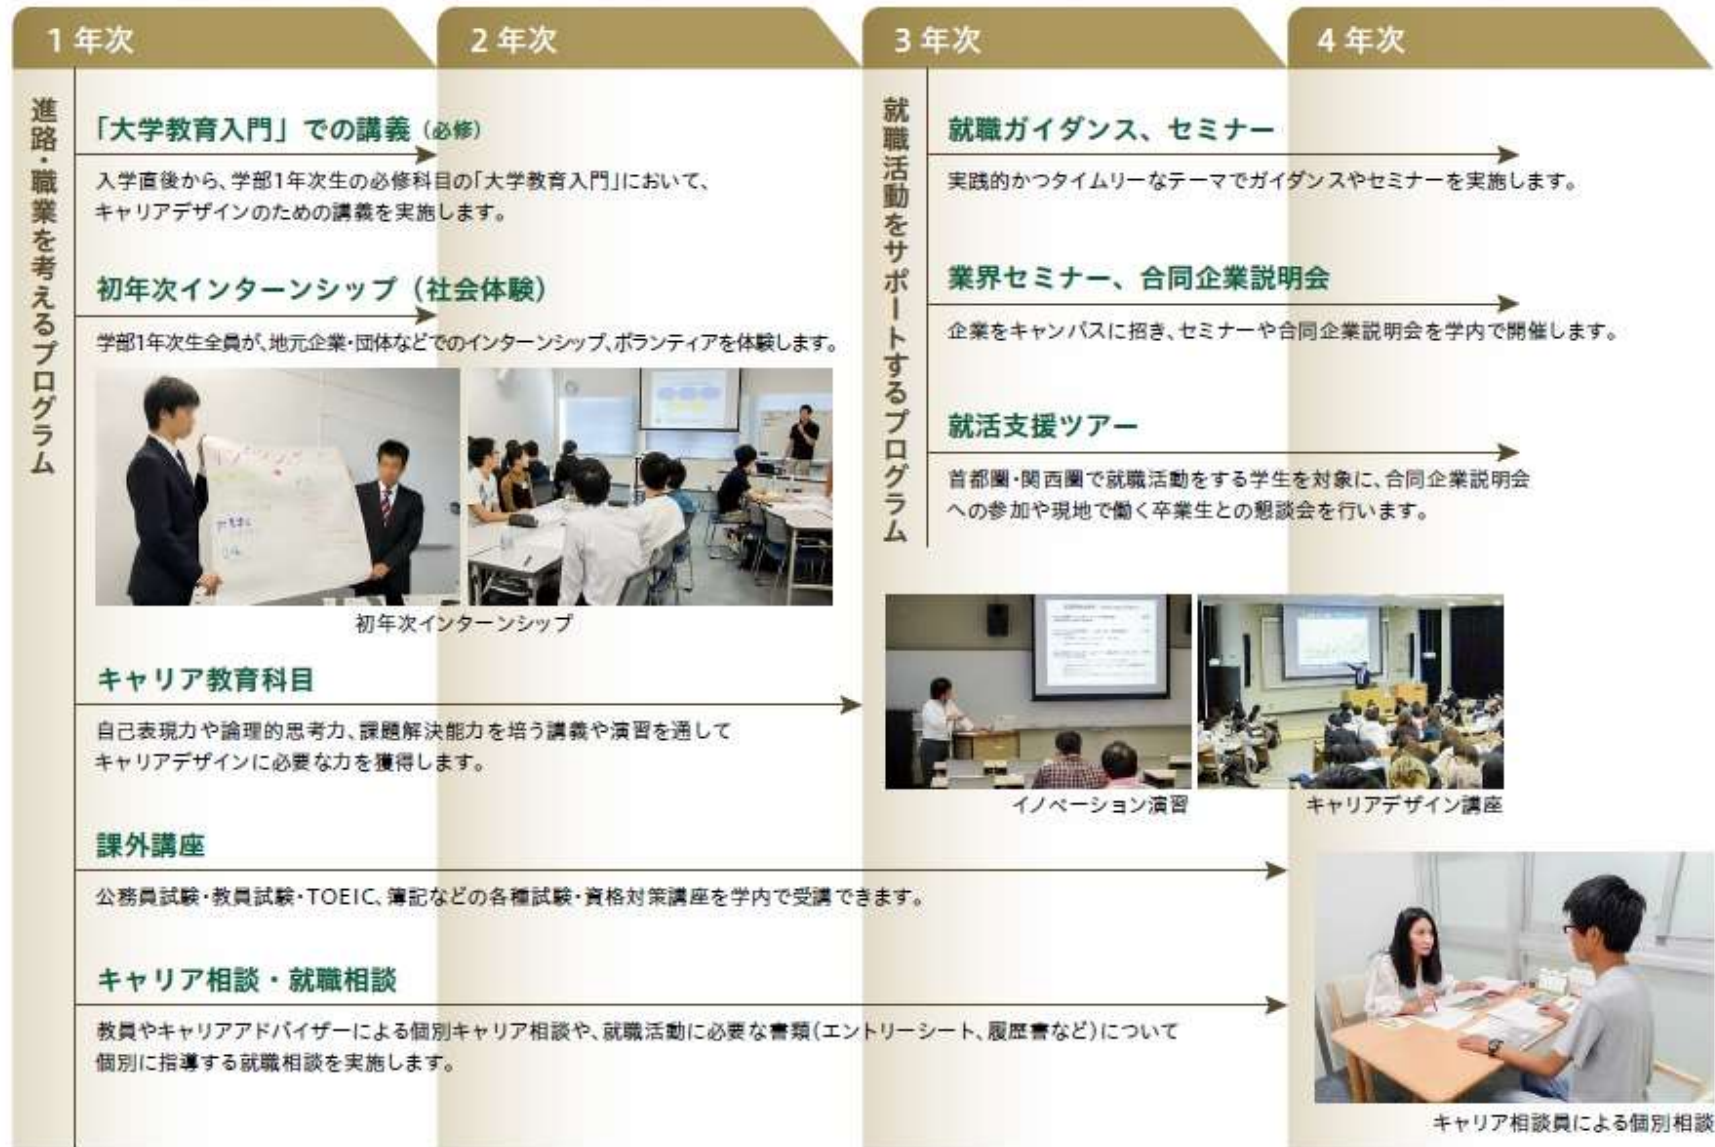 1 年次
2 年次
3 年次
4 年次
進路・職業を考えるプログラム
「大学教育入門」での講義（必修）
入学直後から、学部1年次生の必修科目の「大学教育入門」において、
キャリアデザインのための講義を実施します。
初年次インターンシップ（社会体験）
学部1年次生全員が、地元企業・団体などでのインターンシップ、ボランティアを体験します。
初年次インターンシップ
キャリア教育科目
自己表現力や論理的思考力、課題解決能力を培う講義や演習を通して
キャリアデザインに必要な力を獲得します。
課外講座
公務員試験・教員試験・TOEIC、簿記などの各種試験・資格対策講座を学内で受講できます。
キャリア相談・就職相談
教員やキャリアアドバイザーによる個別キャリア相談や、就職活動に必要な書類（エントリーシート、履歴書など）について
個別に指導する就職相談を実施します。
就職活動をサポートするプログラム
就職ガイダンス、セミナー
実践的かつタイムリーなテーマでガイダンスやセミナーを実施します。
業界セミナー、合同企業説明会
企業をキャンパスに招き、セミナーや合同企業説明会を学内で開催します。
就活支援ツアー
首都圏・関西圏で就職活動をする学生を対象に、合同企業説明会
への参加や現地で働く卒業生との懇談会を行います。
イノベーション演習
キャリアデザイン講座
キャリア相談員による個別相談